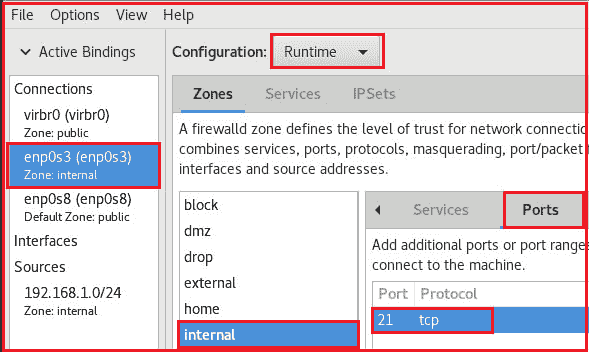 File Options View Help
Active Bindings
Configuration: Runtime
Connections
virbr0 (virbr0)
Zone: public
enp0s3 (enp0s3)
Zone: internal
enp0s8 (enp0s8)
Default Zone: public
Interfaces
Sources
192.168.1.0/24
Zone: internal
Zones Services IPSets
A firewalld zone defines the level of trust for network connectio
combines services, ports, protocols, masquerading, port/packet
interfaces and source addresses.
block
dmz
drop
external
home
internal
Services Ports
Add additional ports or port range
connect to the machine.
Port Protocol
21 tcp